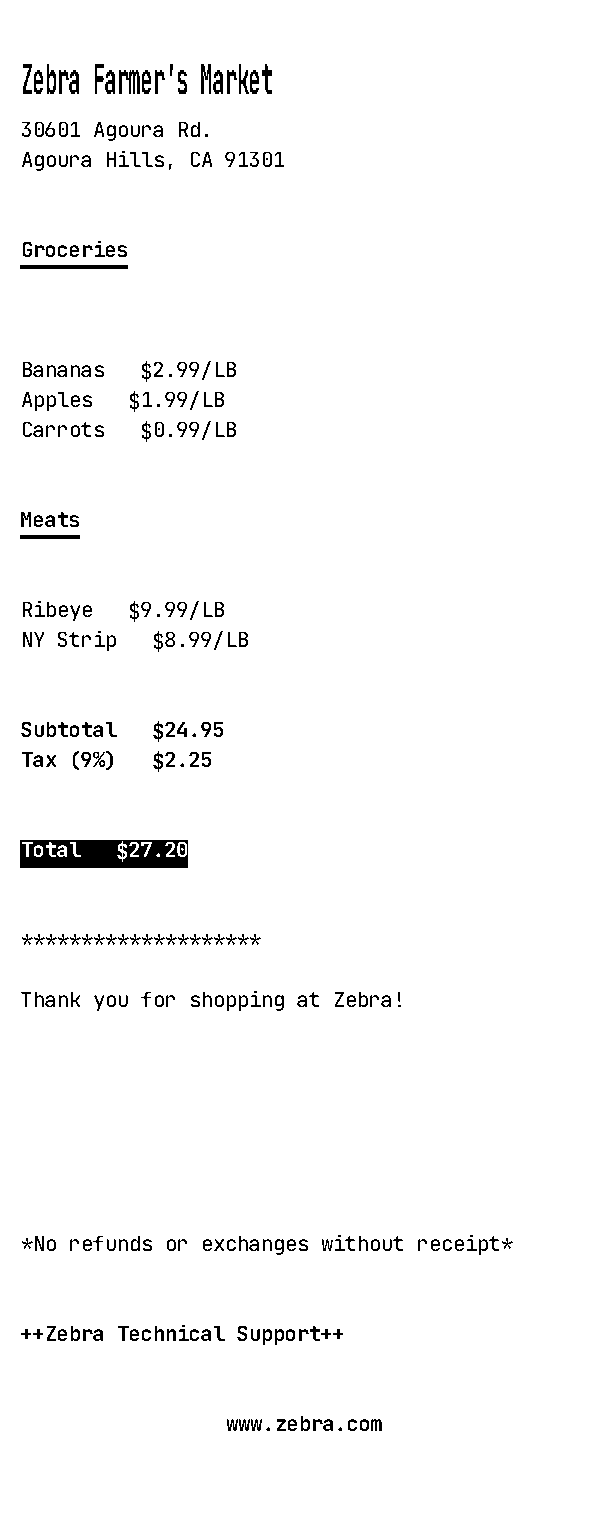 Zebra Farmer's Market
30601 Agoura Rd.
Agoura Hills, CA 91301
Groceries
Bananas   $2.99/LB
Apples   $1.99/LB
Carrots   $0.99/LB
Meats
Ribeye   $9.99/LB
NY Strip   $8.99/LB
Subtotal   $24.95
Tax (9%)   $2.25
Total   $27.20
********************
Thank you for shopping at Zebra!
*No refunds or exchanges without receipt*
++Zebra Technical Support++
www.zebra.com